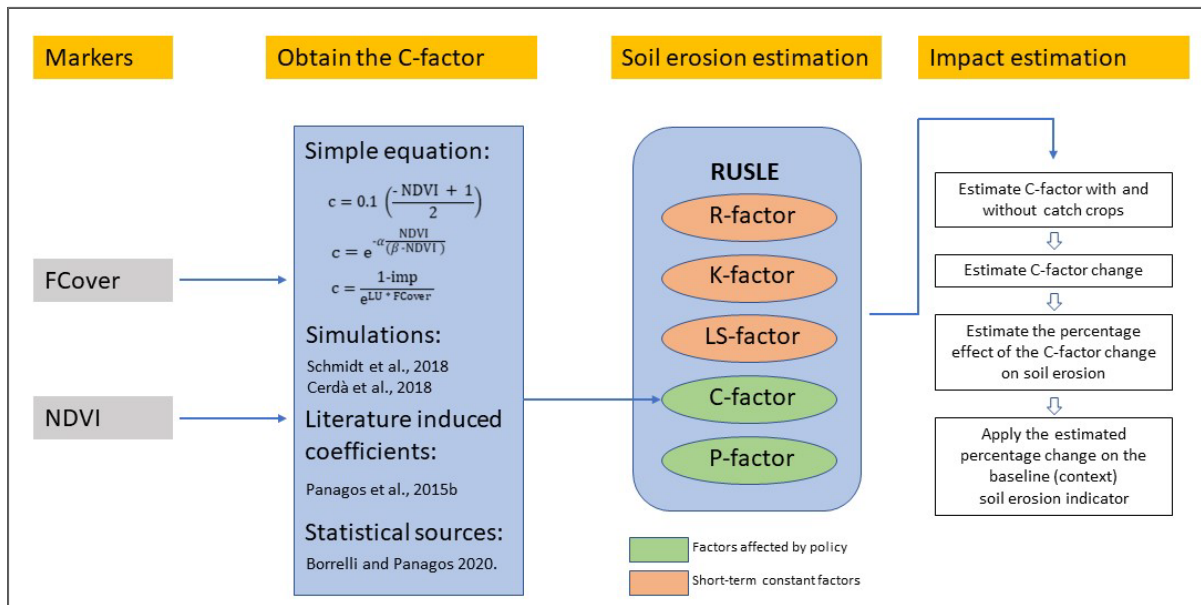 Markers
Obtain the C-factor
Soil erosion estimation
Impact estimation
FCover
NDVI
Simple equation:
c = 0.1 ( (- NDVI + 1) / 2 )
c = e^(-α NDVI / (β -NDVI ))
c = (1-imp) / e^(LU * FCover)
Simulations:
Schmidt et al., 2018
Cerdà et al., 2018
Literature induced
coefficients:
Panagos et al., 2015b
Statistical sources:
Borrelli and Panagos 2020.
RUSLE
R-factor
K-factor
LS-factor
C-factor
P-factor
Factors affected by policy
Short-term constant factors
Estimate C-factor with and
without catch crops
Estimate C-factor change
Estimate the percentage
effect of the C-factor change
on soil erosion
Apply the estimated
percentage change on the
baseline (context)
soil erosion indicator